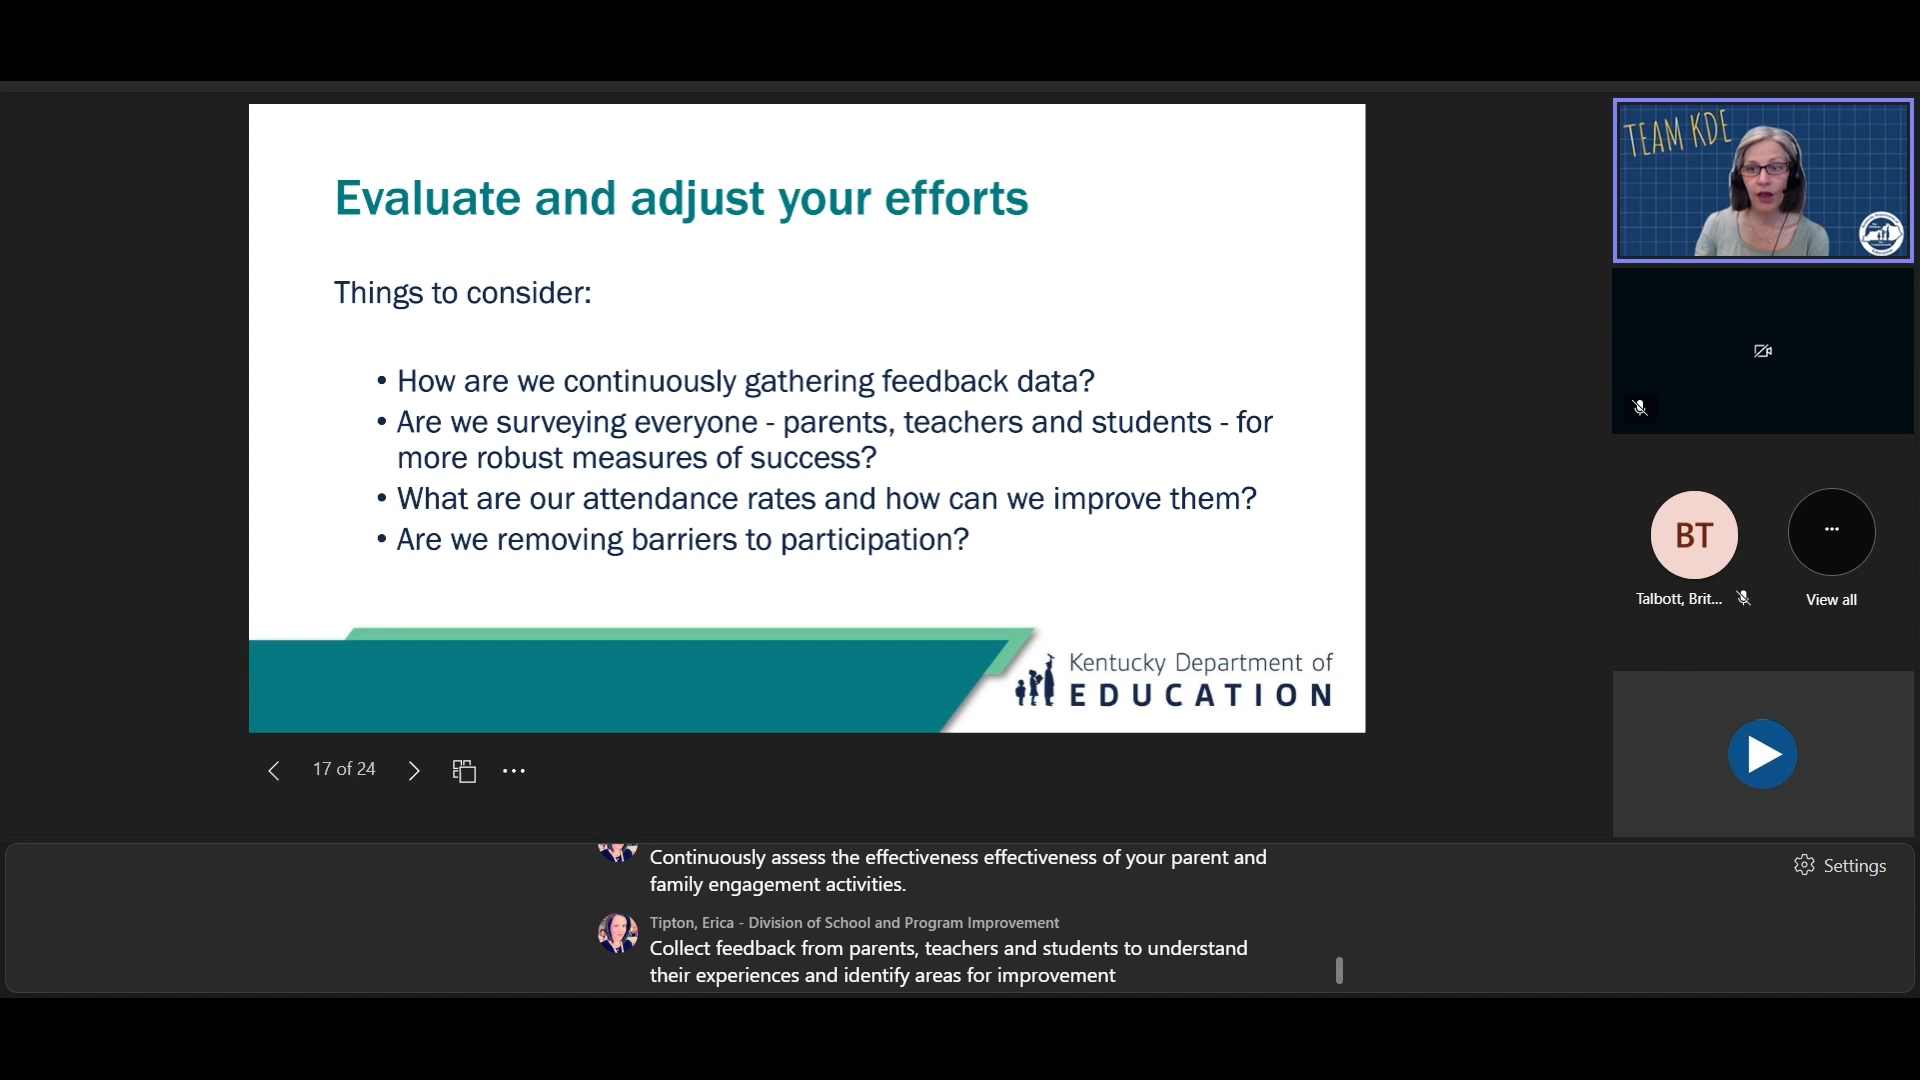 Evaluate and adjust your efforts
Things to consider:
• How are we continuously gathering feedback data?
• Are we surveying everyone - parents, teachers and students - for
more robust measures of success?
• What are our attendance rates and how can we improve them?
• Are we removing barriers to participation?
Kentucky Department of
EDUCATION
17 of 24
TEAM KDE
BT
Talbott, Brit...
View all
Continuously assess the effectiveness effectiveness of your parent and
family engagement activities.
Tipton, Erica - Division of School and Program Improvement
Collect feedback from parents, teachers and students to understand
their experiences and identify areas for improvement
Settings